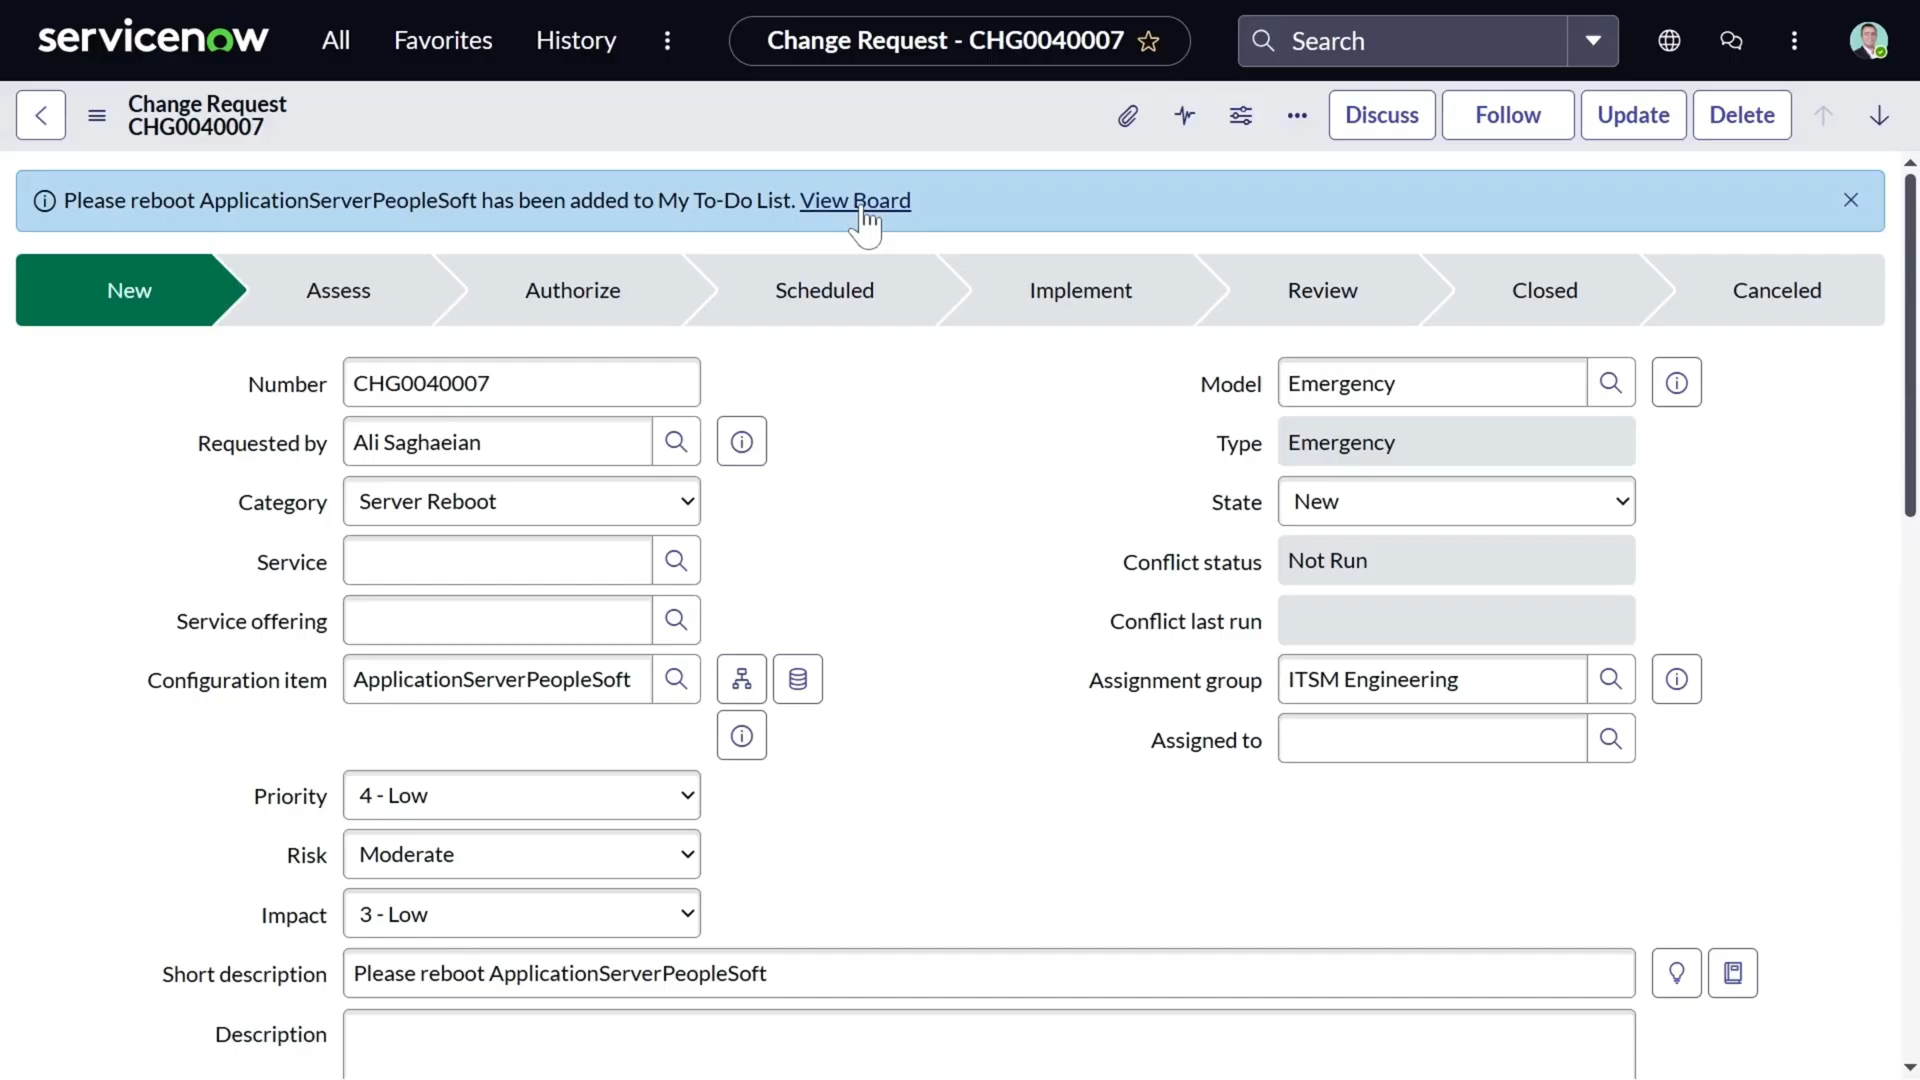 servicenow All Favorites History Change Request - CHG0040007 Search
Change Request
CHG0040007
Discuss Follow Update Delete
Please reboot ApplicationServerPeopleSoft has been added to My To-Do List. View Board
New Assess Authorize Scheduled Implement Review Closed Canceled
Number CHG0040007 Model Emergency
Requested by Ali Saghaeian Type Emergency
Category Server Reboot State New
Service Conflict status Not Run
Service offering Conflict last run
Configuration item ApplicationServerPeopleSoft Assignment group ITSM Engineering
Assigned to
Priority 4 - Low
Risk Moderate
Impact 3 - Low
Short description Please reboot ApplicationServerPeopleSoft
Description